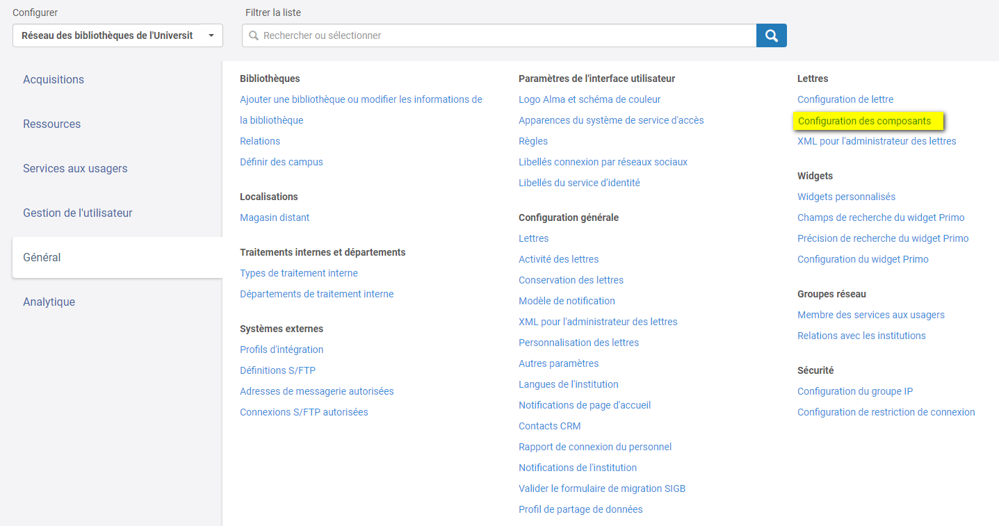 Configurer
Filtrer la liste
Réseau des bibliothèques de l'Universit
Rechercher ou sélectionner
Acquisitions
Ressources
Services aux usagers
Gestion de l'utilisateur
Général
Analytique
Bibliothèques
Ajouter une bibliothèque ou modifier les informations de
la bibliothèque
Relations
Définir des campus
Localisations
Magasin distant
Traitements internes et départements
Types de traitement interne
Départements de traitement interne
Systèmes externes
Profils d'intégration
Définitions S/FTP
Adresses de messagerie autorisées
Connexions S/FTP autorisées
Paramètres de l'interface utilisateur
Logo Alma et schéma de couleur
Apparences du système de service d'accès
Règles
Libellés connexion par réseaux sociaux
Libellés du service d'identité
Configuration générale
Lettres
Activité des lettres
Conservation des lettres
Modèle de notification
XML pour l'administrateur des lettres
Personnalisation des lettres
Autres paramètres
Langues de l'institution
Notifications de page d'accueil
Contacts CRM
Rapport de connexion du personnel
Notifications de l'institution
Valider le formulaire de migration SIGB
Profil de partage de données
Lettres
Configuration de lettre
Configuration des composants
XML pour l'administrateur des lettres
Widgets
Widgets personnalisés
Champs de recherche du widget Primo
Précision de recherche du widget Primo
Configuration du widget Primo
Groupes réseau
Membre des services aux usagers
Relations avec les institutions
Sécurité
Configuration du groupe IP
Configuration de restriction de connexion